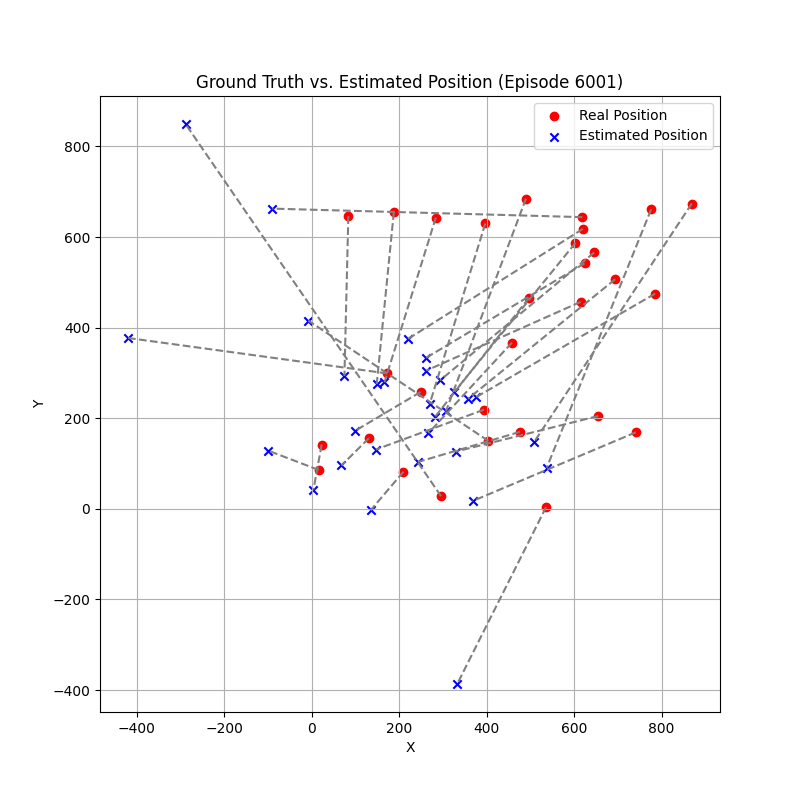 Ground Truth vs. Estimated Position (Episode 6001)
Real Position
Estimated Position
800
600
400
200
0
−200
−400
Y
−400 −200 0 200 400 600 800
X